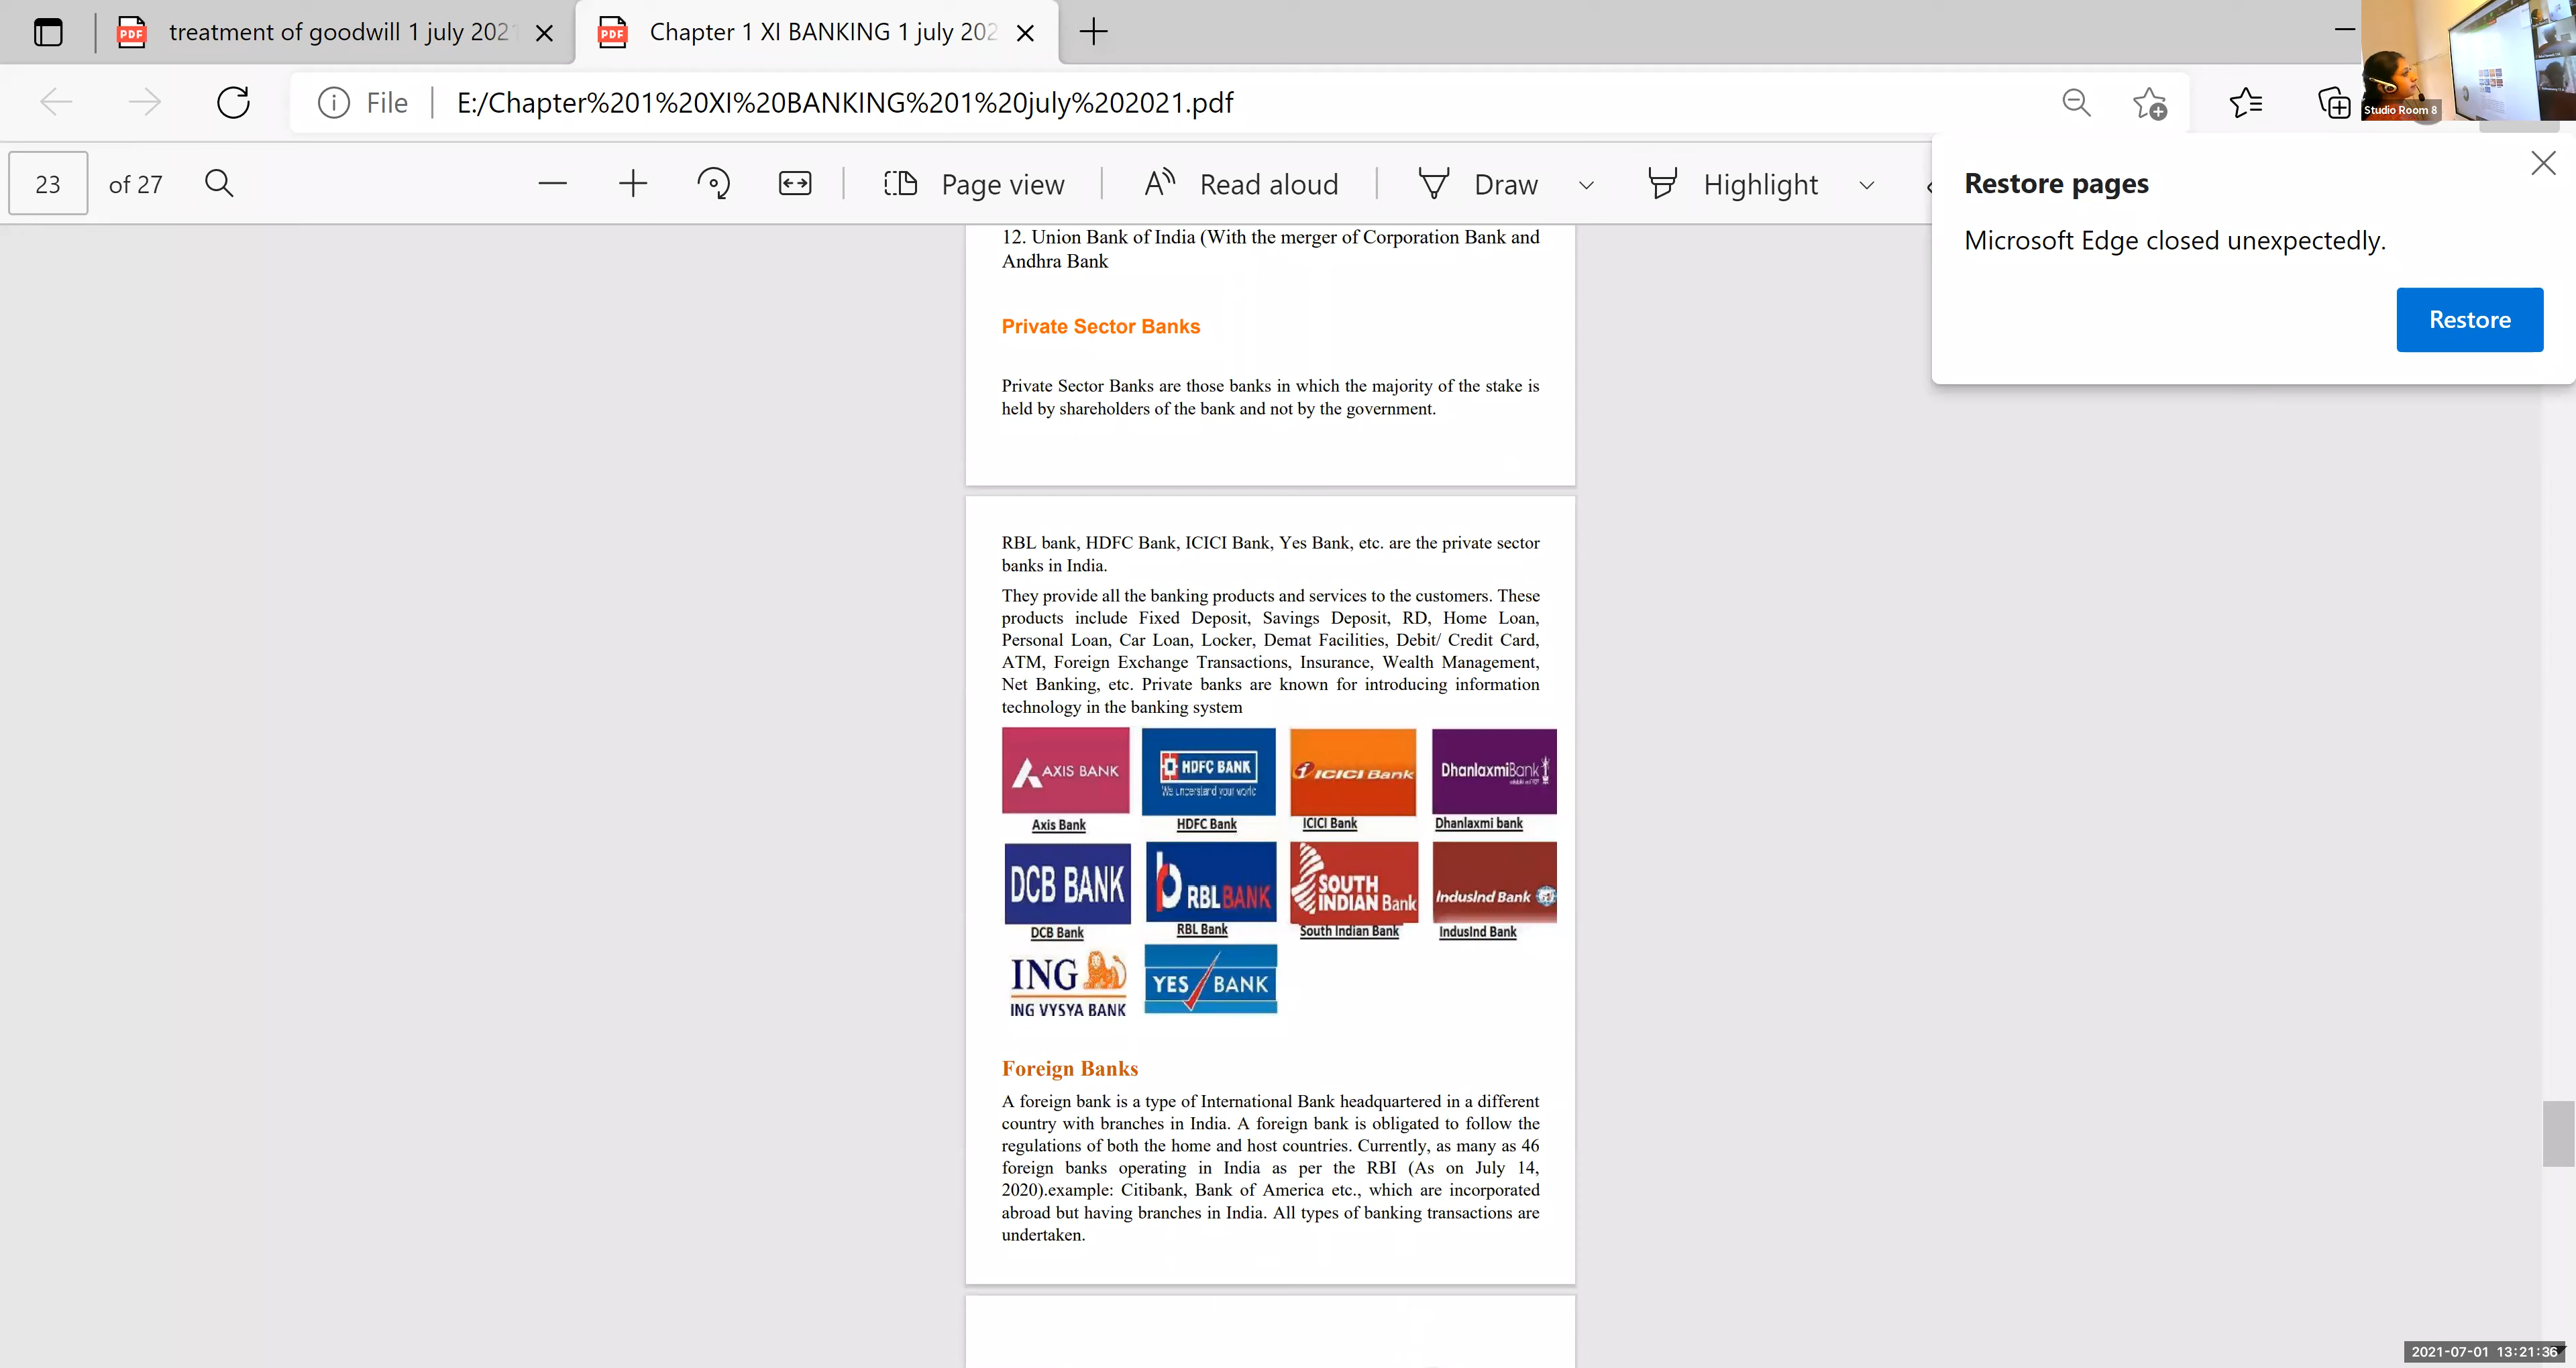 treatment of goodwill 1 july 202
Chapter 1 XI BANKING 1 july 202
File
E:/Chapter%201%20XI%20BANKING%201%20july%202021.pdf
Studio Room 8
23 of 27
Page view
Read aloud
Draw
Highlight
Restore pages
Microsoft Edge closed unexpectedly.
Restore
12. Union Bank of India (With the merger of Corporation Bank and
Andhra Bank
Private Sector Banks
Private Sector Banks are those banks in which the majority of the stake is
held by shareholders of the bank and not by the government.
RBL bank, HDFC Bank, ICICI Bank, Yes Bank, etc. are the private sector
banks in India.
They provide all the banking products and services to the customers. These
products include Fixed Deposit, Savings Deposit, RD, Home Loan,
Personal Loan, Car Loan, Locker, Demat Facilities, Debit/ Credit Card,
ATM, Foreign Exchange Transactions, Insurance, Wealth Management,
Net Banking, etc. Private banks are known for introducing information
technology in the banking system
AXIS BANK
HDFC BANK
We understand your world
ICICI Bank
DhanlaxmiBank
Axis Bank
HDFC Bank
ICICI Bank
Dhanlaxmi bank
DCB BANK
RBL BANK
SOUTH
INDIAN Bank
IndusInd Bank
DCB Bank
RBL Bank
South Indian Bank
IndusInd Bank
ING
ING VYSYA BANK
YES BANK
Foreign Banks
A foreign bank is a type of International Bank headquartered in a different
country with branches in India. A foreign bank is obligated to follow the
regulations of both the home and host countries. Currently, as many as 46
foreign banks operating in India as per the RBI (As on July 14,
2020).example: Citibank, Bank of America etc., which are incorporated
abroad but having branches in India. All types of banking transactions are
undertaken.
2021-07-01 13:21:36